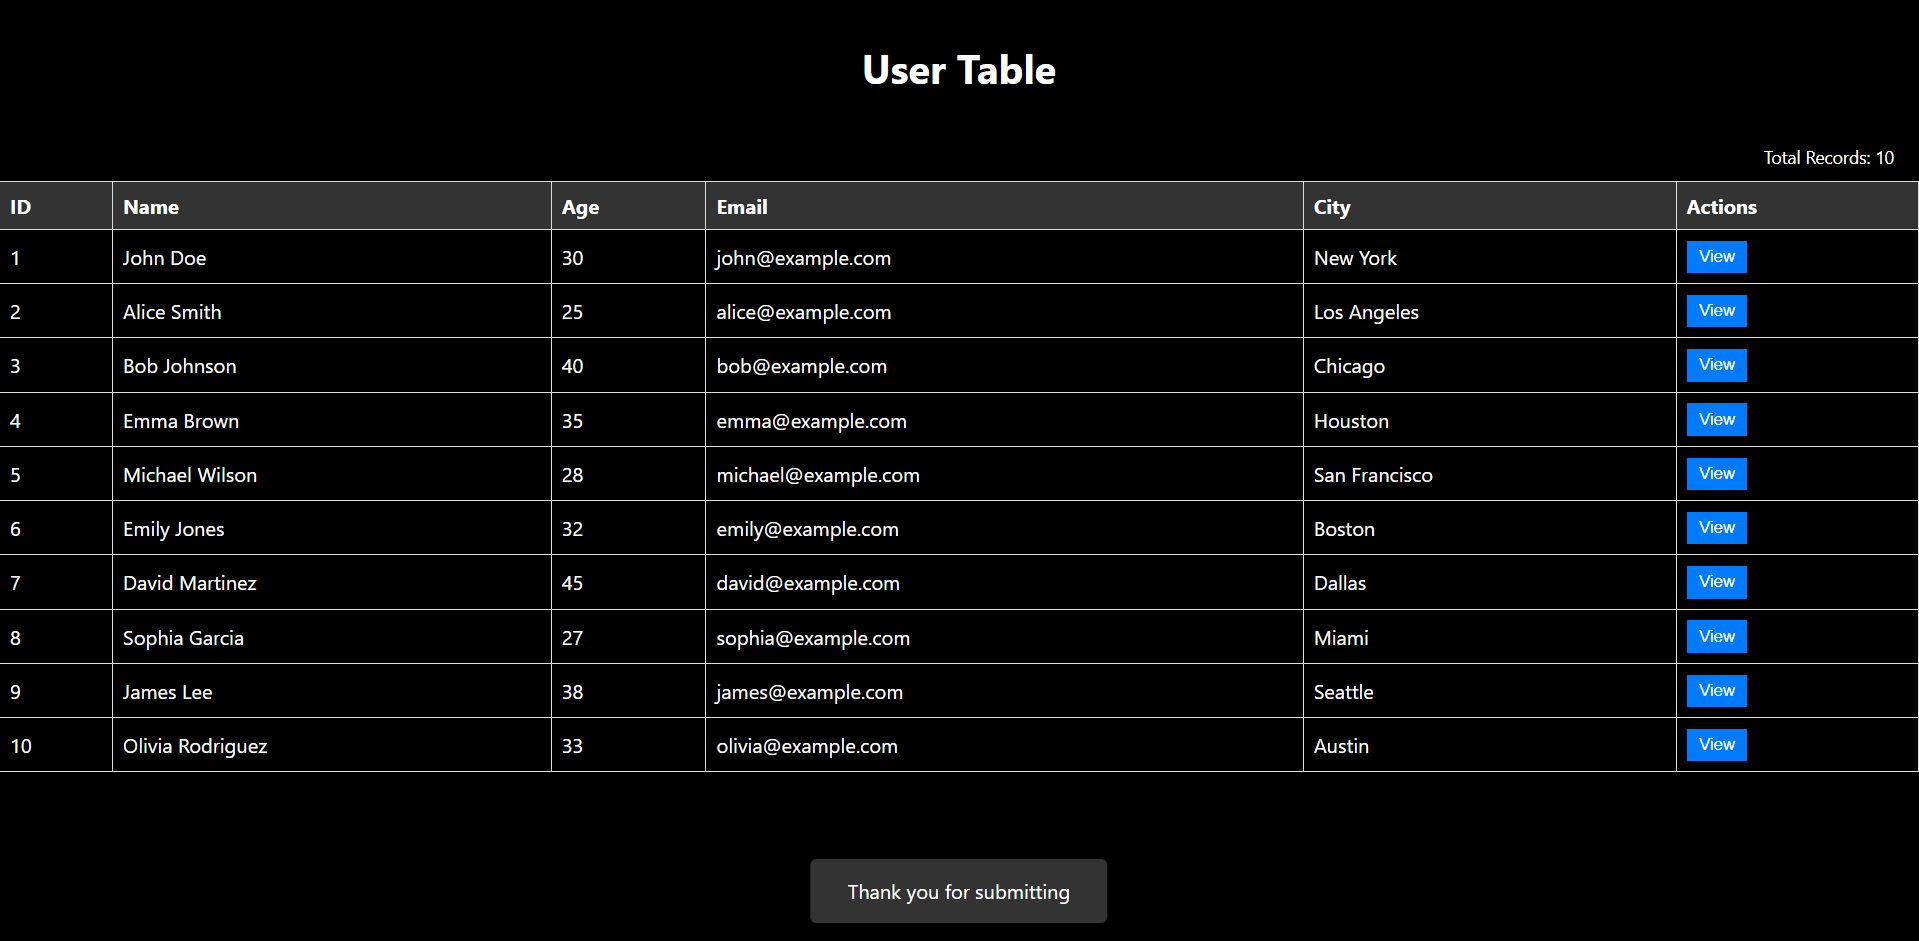 User Table
Total Records: 10
ID Name Age Email City Actions
1 John Doe 30 john@example.com New York View
2 Alice Smith 25 alice@example.com Los Angeles View
3 Bob Johnson 40 bob@example.com Chicago View
4 Emma Brown 35 emma@example.com Houston View
5 Michael Wilson 28 michael@example.com San Francisco View
6 Emily Jones 32 emily@example.com Boston View
7 David Martinez 45 david@example.com Dallas View
8 Sophia Garcia 27 sophia@example.com Miami View
9 James Lee 38 james@example.com Seattle View
10 Olivia Rodriguez 33 olivia@example.com Austin View
Thank you for submitting